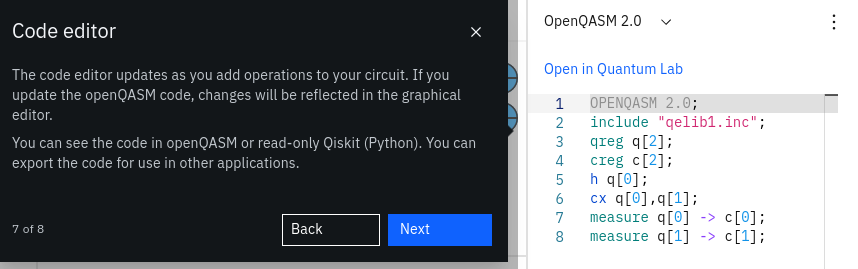 Code editor
The code editor updates as you add operations to your circuit. If you
update the openQASM code, changes will be reflected in the graphical
editor.
You can see the code in openQASM or read-only Qiskit (Python). You can
export the code for use in other applications.
7 of 8
Back
Next
OpenQASM 2.0
Open in Quantum Lab
1 OPENQASM 2.0;
2 include "qelib1.inc";
3 qreg q[2];
4 creg c[2];
5 h q[0];
6 cx q[0],q[1];
7 measure q[0] -> c[0];
8 measure q[1] -> c[1];